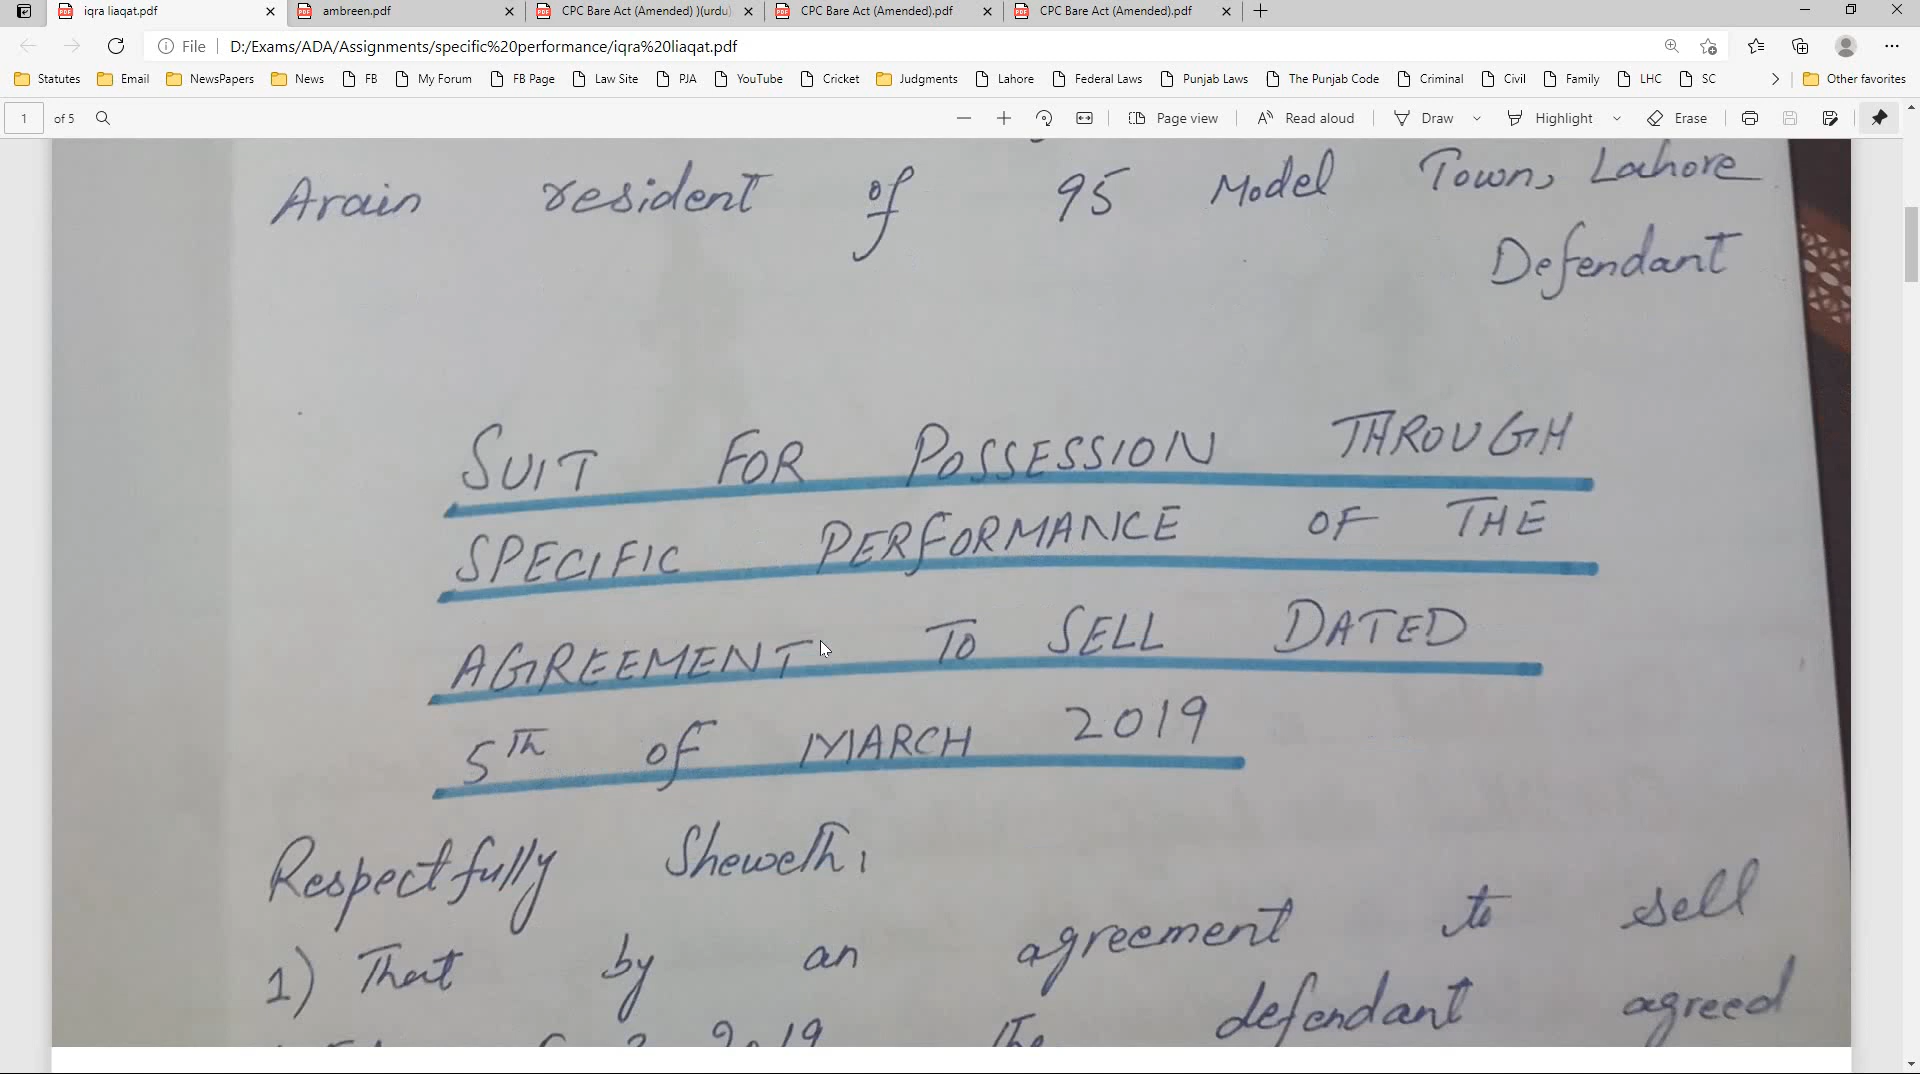 iqra liaqat.pdf
ambreen.pdf
CPC Bare Act (Amended) )(urdu)
CPC Bare Act (Amended).pdf
CPC Bare Act (Amended).pdf
File
D:/Exams/ADA/Assignments/specific%20performance/iqra%20liaqat.pdf
Statutes Email NewsPapers News FB My Forum FB Page Law Site PJA YouTube Cricket Judgments Lahore Federal Laws Punjab Laws The Punjab Code Criminal Civil Family LHC SC Other favorites
1 of 5 Page view Read aloud Draw Highlight Erase
Arain resident of 95 Model Town, Lahore
Defendant
SUIT FOR POSSESSION THROUGH
SPECIFIC PERFORMANCE OF THE
AGREEMENT TO SELL DATED
5TH of MARCH 2019
Respectfully Sheweth,
1) That by an agreement to sell
2019 the defendant agreed